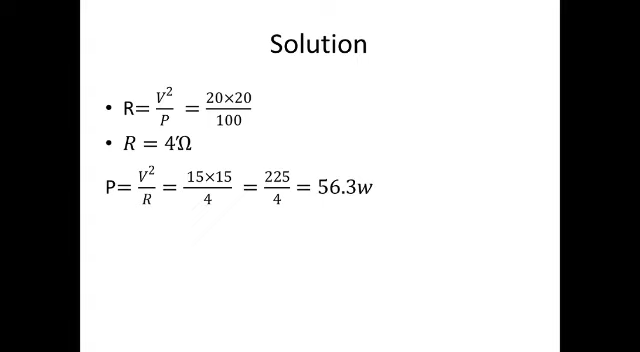 Solution
• R= V²/P = 20×20/100
• R = 4Ω
P= V²/R = 15×15/4 = 225/4 = 56.3w